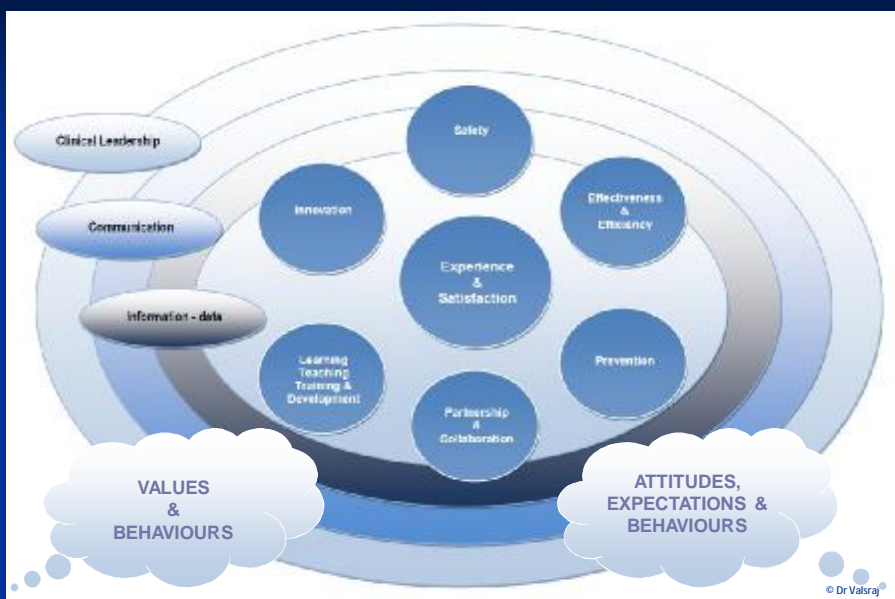 Clinical Leadership
Communication
Information - data
Safety
Innovation
Effectiveness
&
Efficiency
Experience
&
Satisfaction
Learning
Teaching
Training &
Development
Prevention
Partnership
&
Collaboration
VALUES
&
BEHAVIOURS
ATTITUDES,
EXPECTATIONS &
BEHAVIOURS
© Dr Valsraj